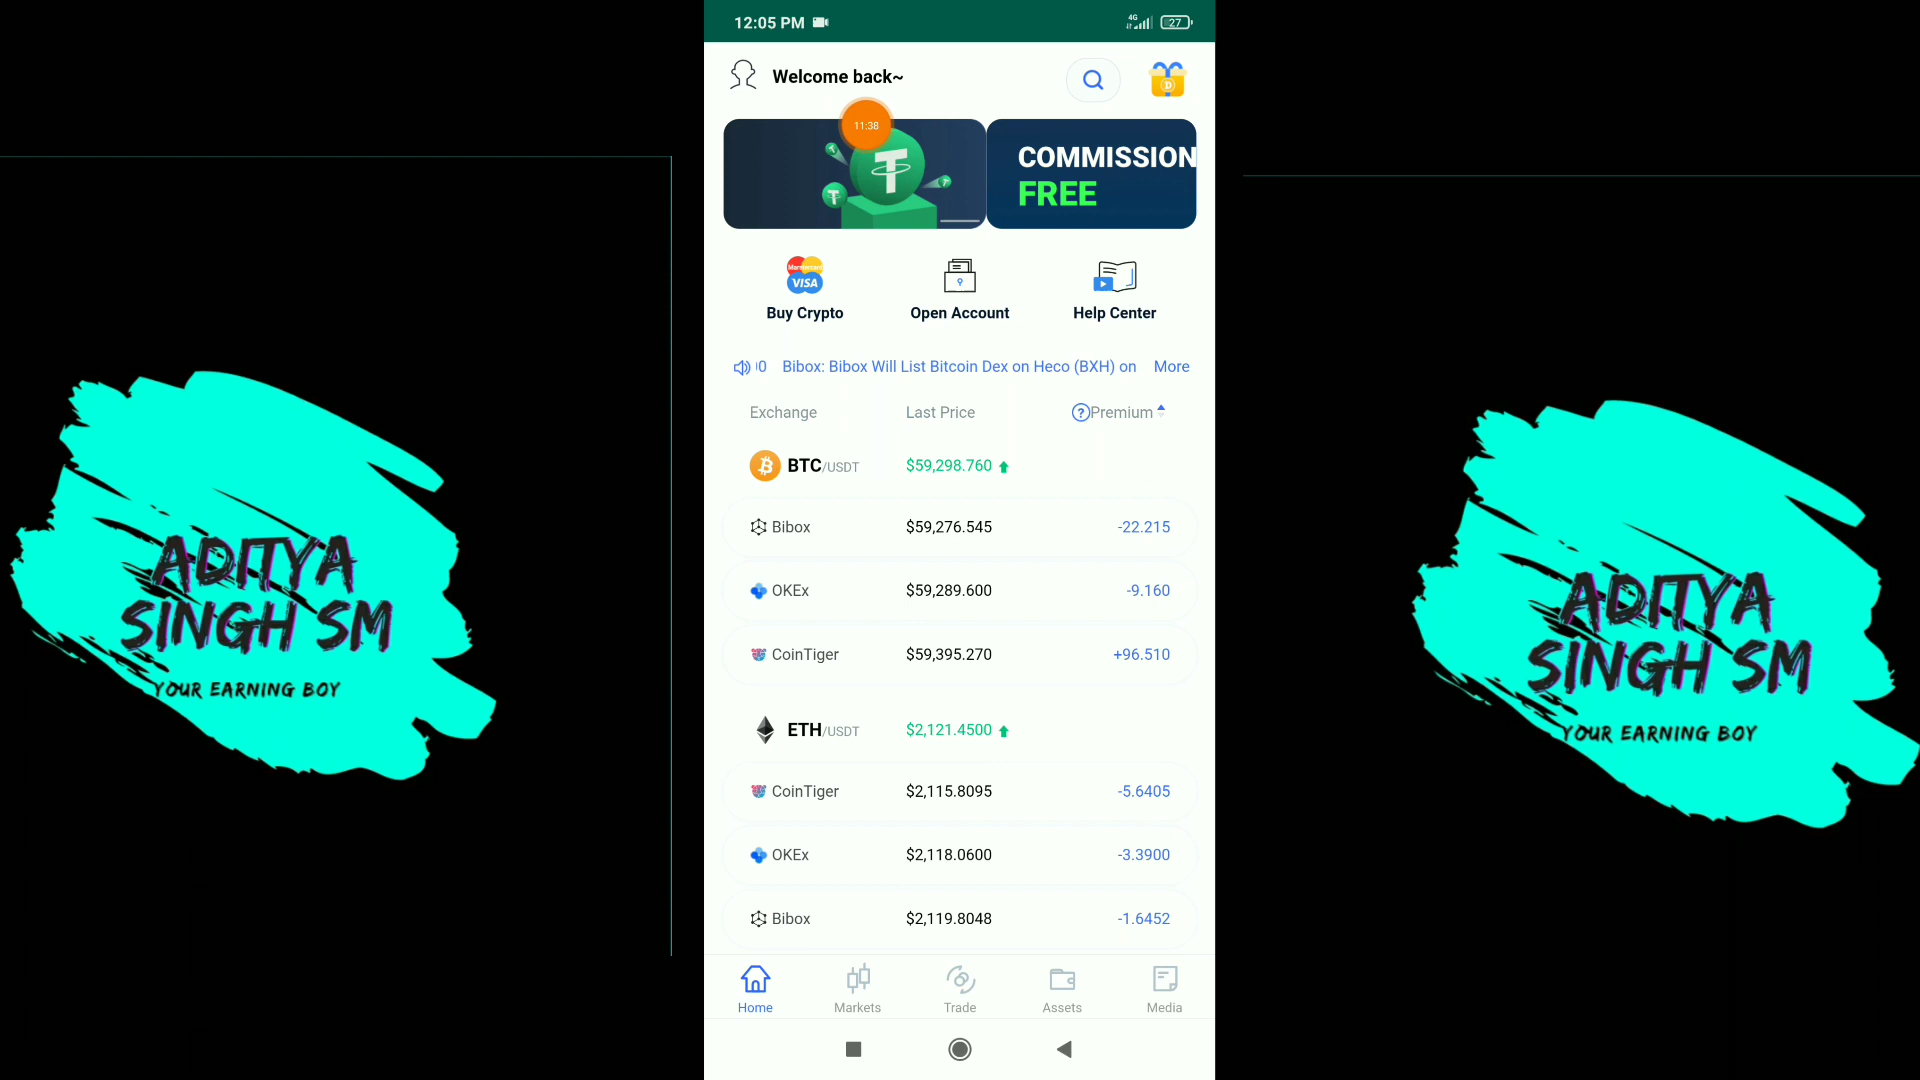 12:05 PM
4G
27
Welcome back~
D
11:38
COMMISSION
FREE
Mastercard
VISA
Buy Crypto
Open Account
Help Center
Bibox: Bibox Will List Bitcoin Dex on Heco (BXH) on
More
Exchange Last Price ?Premium
BTC/USDT $59,298.760
Bibox $59,276.545 -22.215
OKEx $59,289.600 -9.160
CoinTiger $59,395.270 +96.510
ETH/USDT $2,121.4500
CoinTiger $2,115.8095 -5.6405
OKEx $2,118.0600 -3.3900
Bibox $2,119.8048 -1.6452
Home Markets Trade Assets Media
ADITYA
SINGH SM
YOUR EARNING BOY
ADITYA
SINGH SM
YOUR EARNING BOY